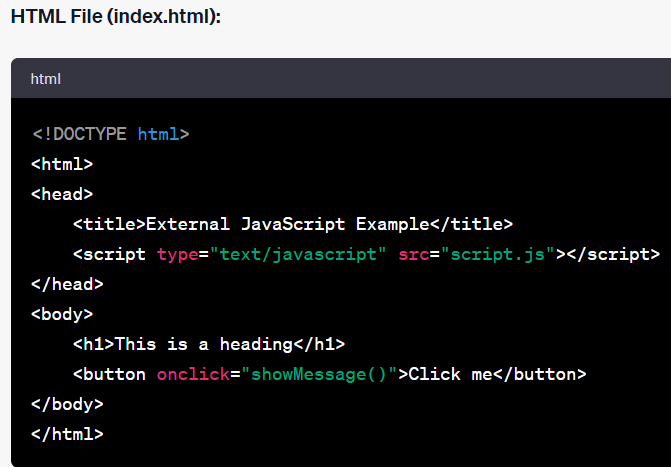 HTML File (index.html):
html
<!DOCTYPE html>
<html>
<head>
    <title>External JavaScript Example</title>
    <script type="text/javascript" src="script.js"></script>
</head>
<body>
    <h1>This is a heading</h1>
    <button onclick="showMessage()">Click me</button>
</body>
</html>